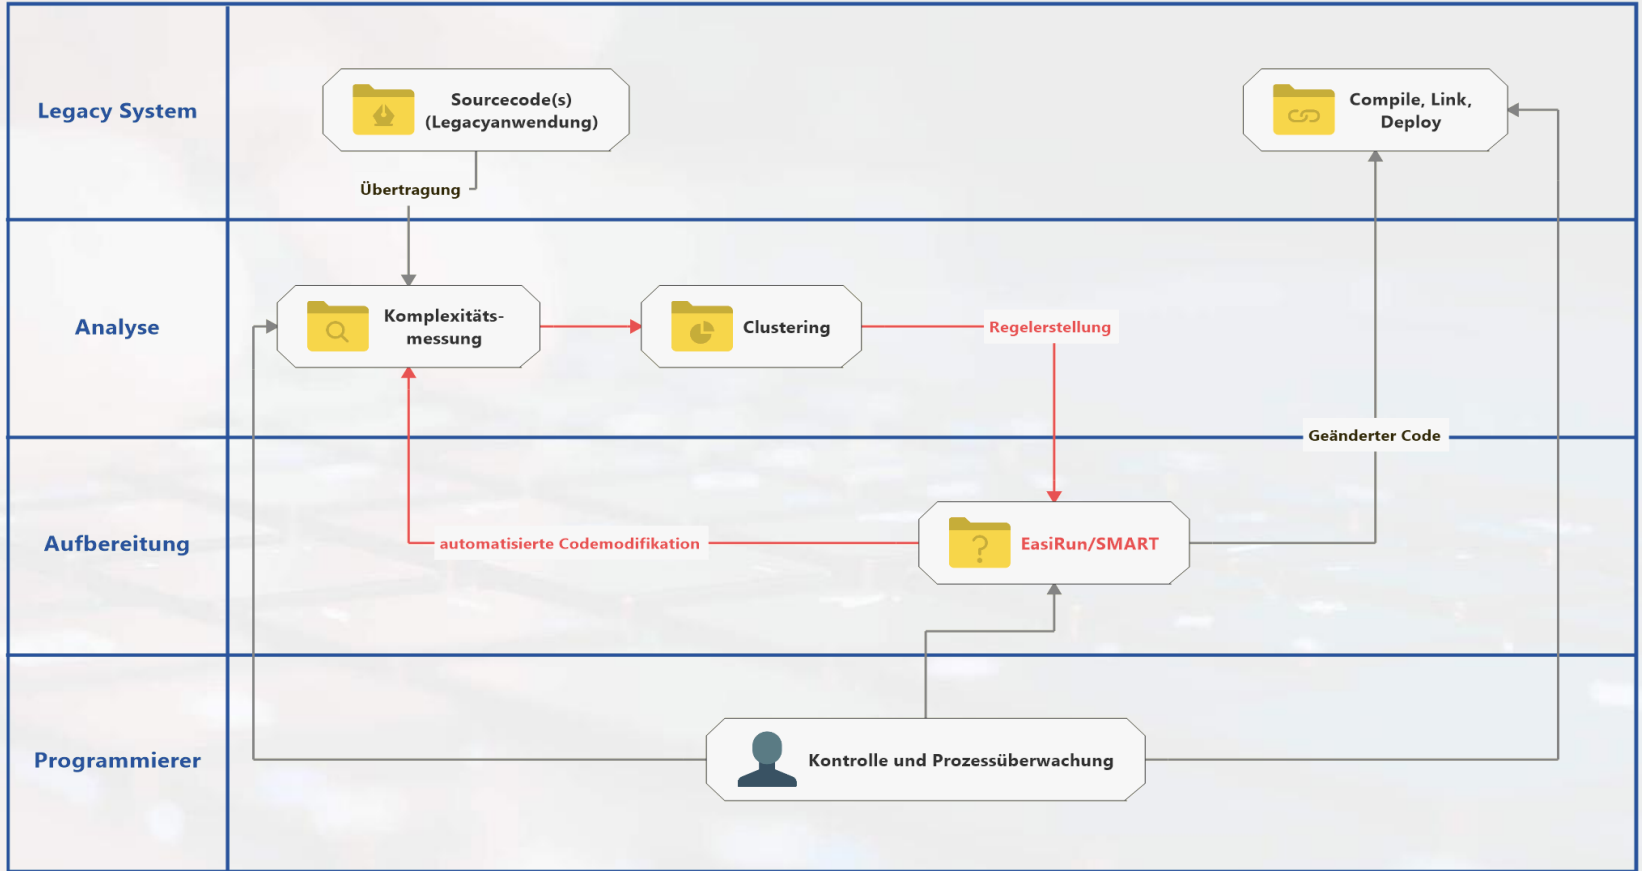 Legacy System
Sourcecode(s)
(Legacyanwendung)
Compile, Link,
Deploy
Übertragung
Analyse
Komplexitäts-
messung
Clustering
Regelerstellung
Geänderter Code
Aufbereitung
automatisierte Codemodifikation
EasiRun/SMART
Programmierer
Kontrolle und Prozessüberwachung